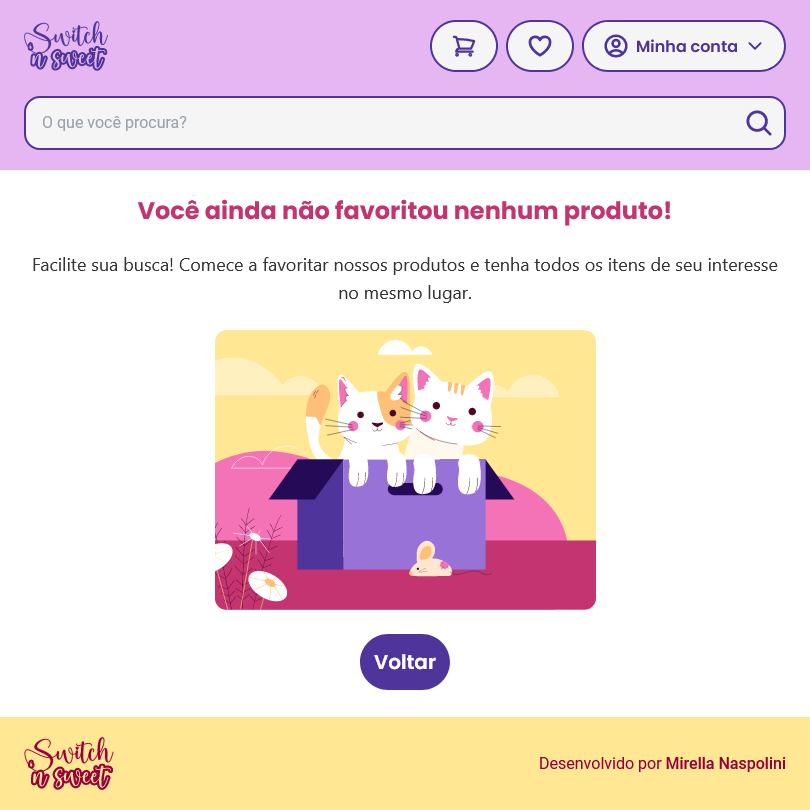 Switch
n sweet
Minha conta
O que você procura?
Você ainda não favoritou nenhum produto!
Facilite sua busca! Comece a favoritar nossos produtos e tenha todos os itens de seu interesse
no mesmo lugar.
Voltar
Switch
'n sweet
Desenvolvido por Mirella Naspolini